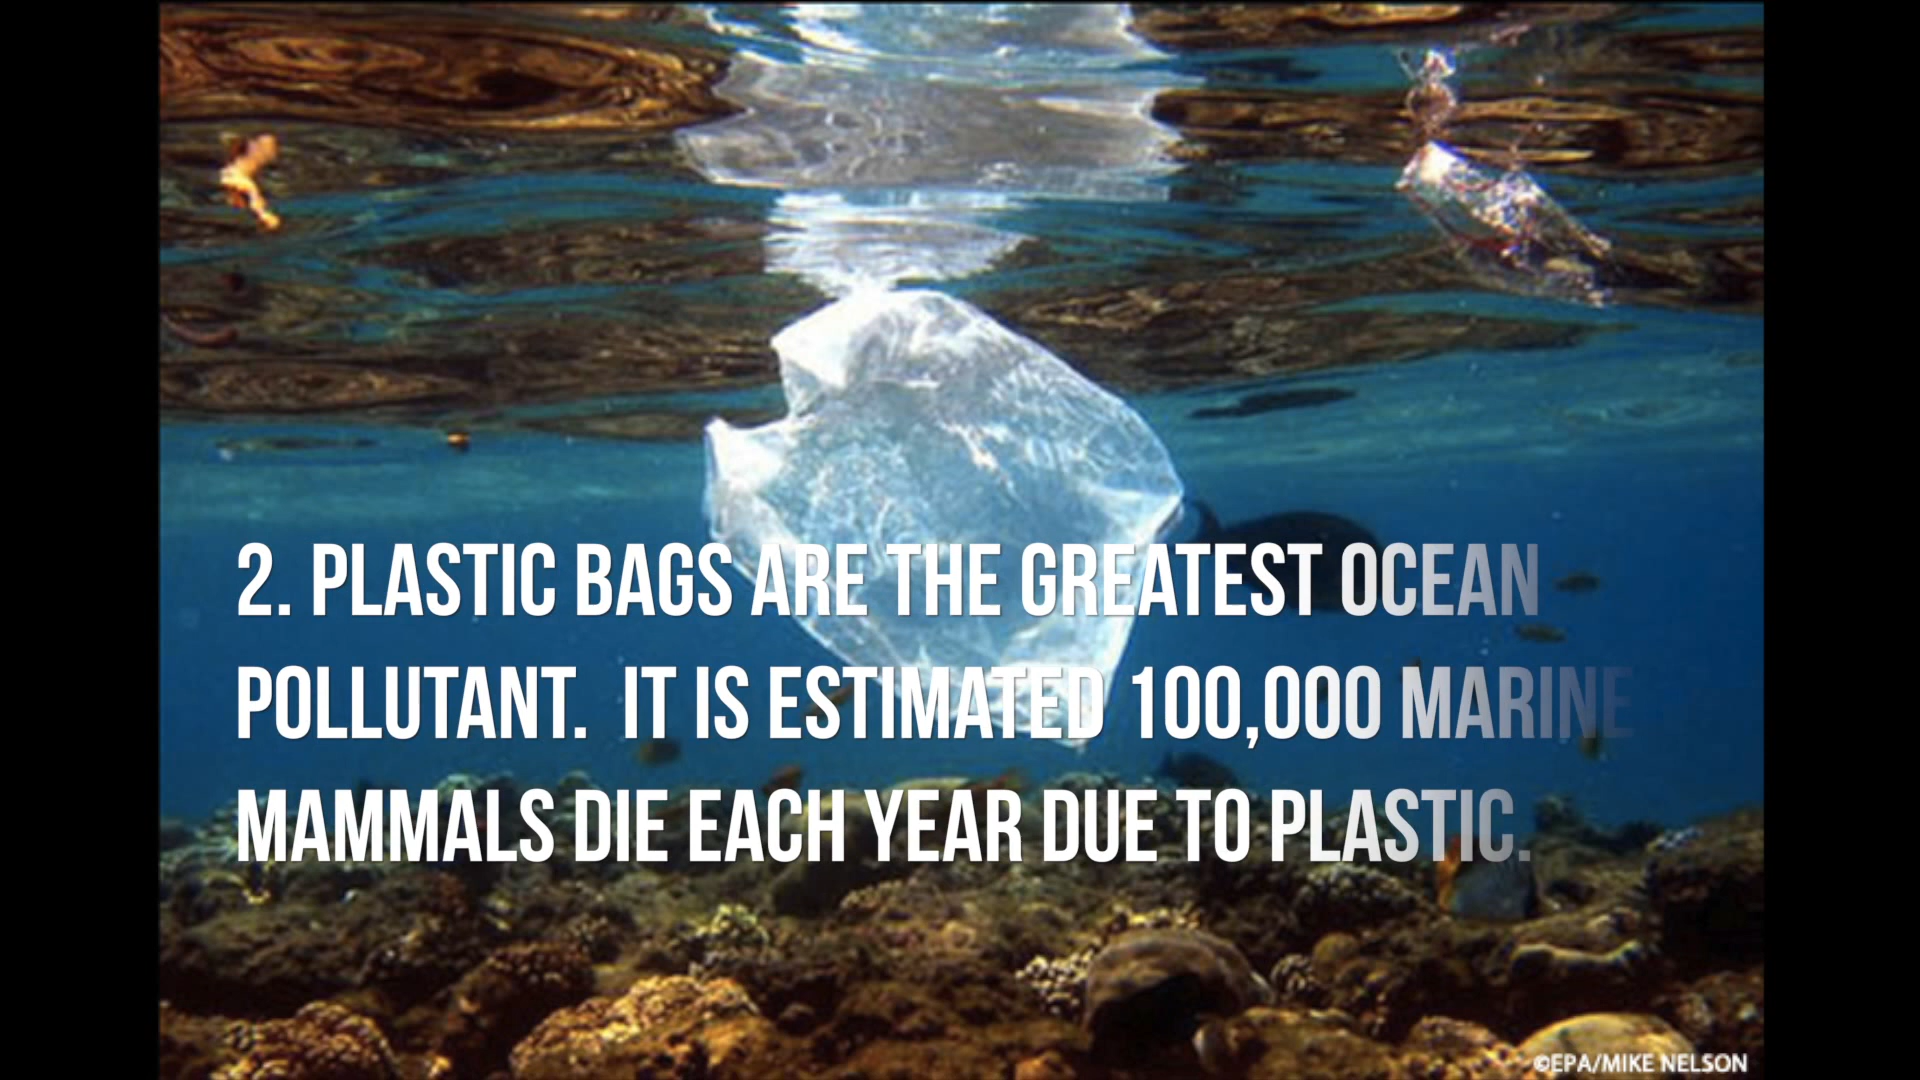 2. PLASTIC BAGS ARE THE GREATEST OCEAN
POLLUTANT. IT IS ESTIMATED 100,000 MARINE
MAMMALS DIE EACH YEAR DUE TO PLASTIC.
©EPA/MIKE NELSON